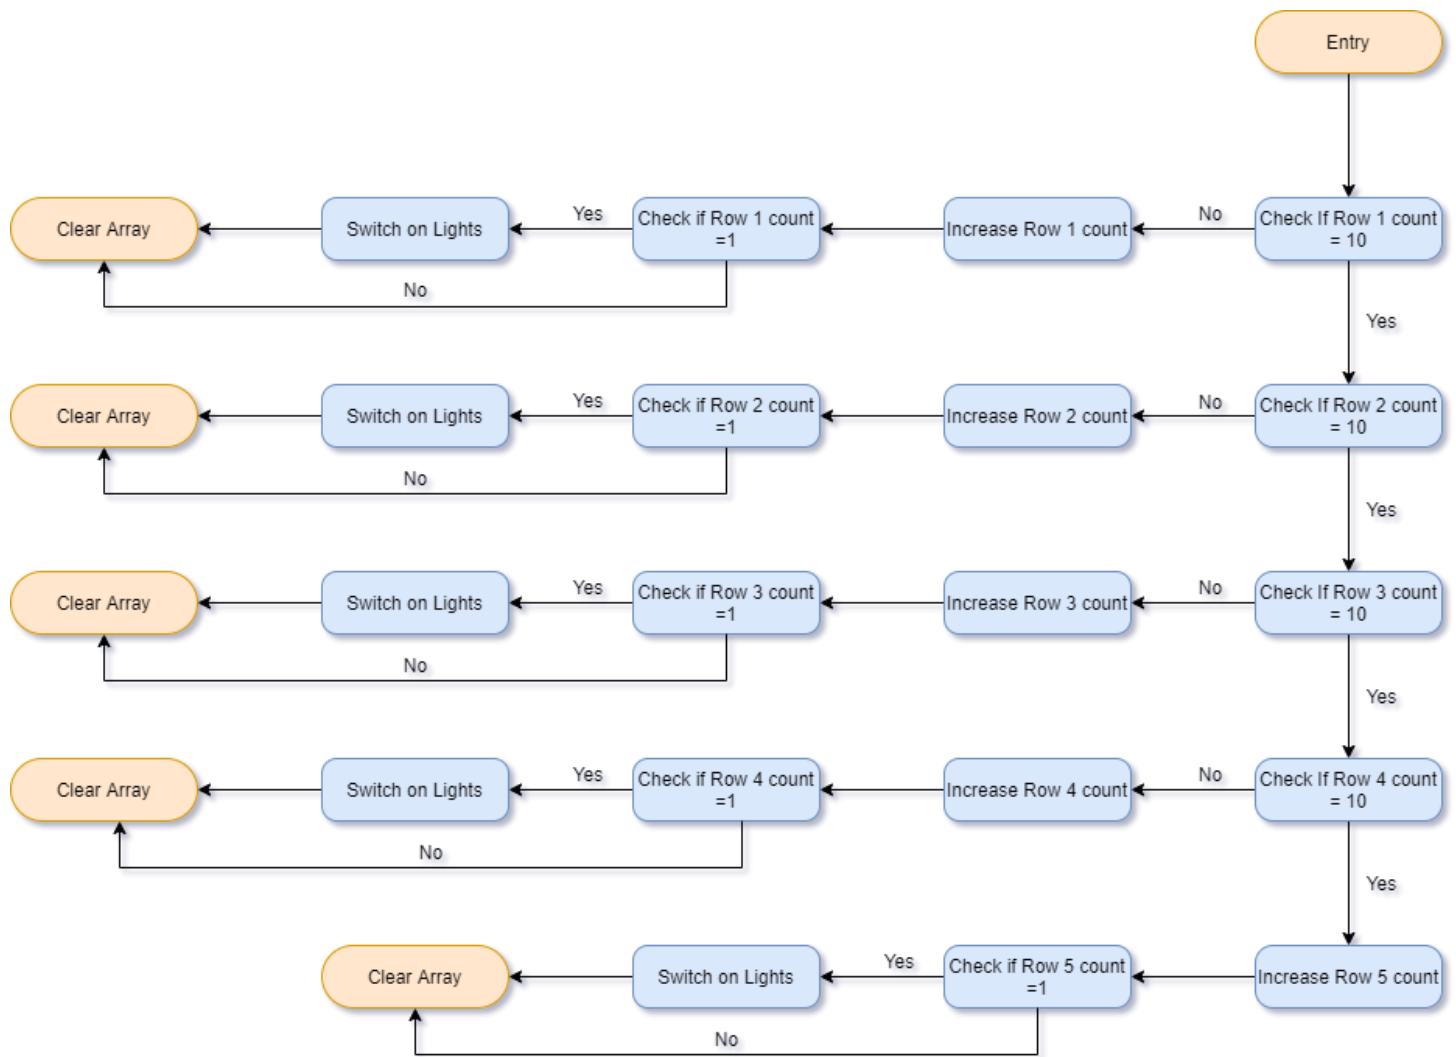 Entry
Clear Array
Switch on Lights
Yes
Check if Row 1 count
=1
Increase Row 1 count
No
Check If Row 1 count
= 10
No
Yes
Clear Array
Switch on Lights
Yes
Check if Row 2 count
=1
Increase Row 2 count
No
Check If Row 2 count
= 10
No
Yes
Clear Array
Switch on Lights
Yes
Check if Row 3 count
=1
Increase Row 3 count
No
Check If Row 3 count
= 10
No
Yes
Clear Array
Switch on Lights
Yes
Check if Row 4 count
=1
Increase Row 4 count
No
Check If Row 4 count
= 10
No
Yes
Clear Array
Switch on Lights
Yes
Check if Row 5 count
=1
Increase Row 5 count
No